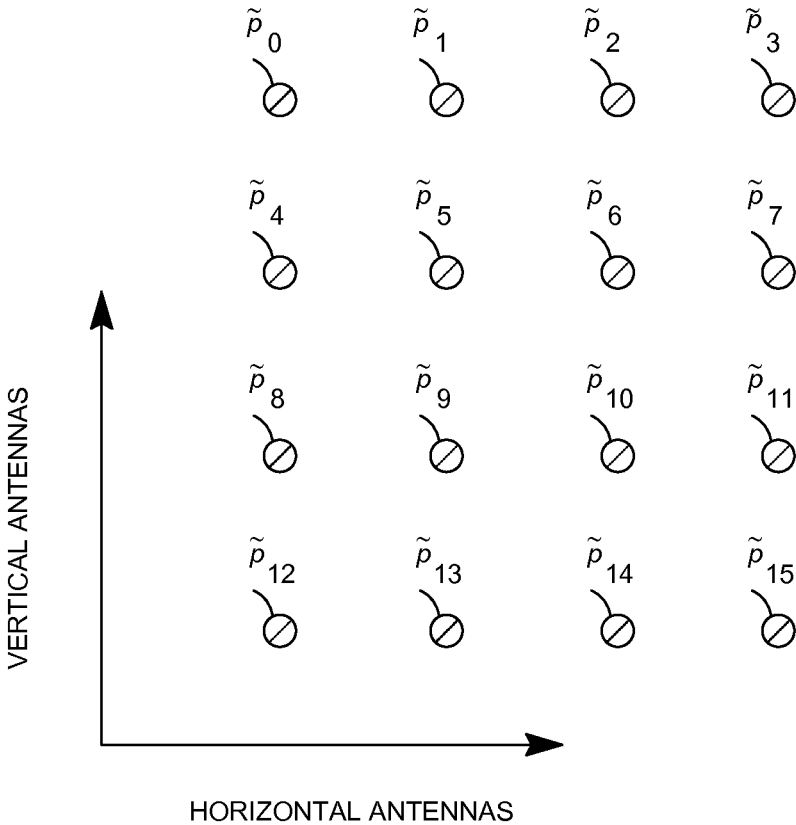 p̃0 p̃1 p̃2 p̃3
p̃4 p̃5 p̃6 p̃7
p̃8 p̃9 p̃10 p̃11
p̃12 p̃13 p̃14 p̃15
VERTICAL ANTENNAS
HORIZONTAL ANTENNAS